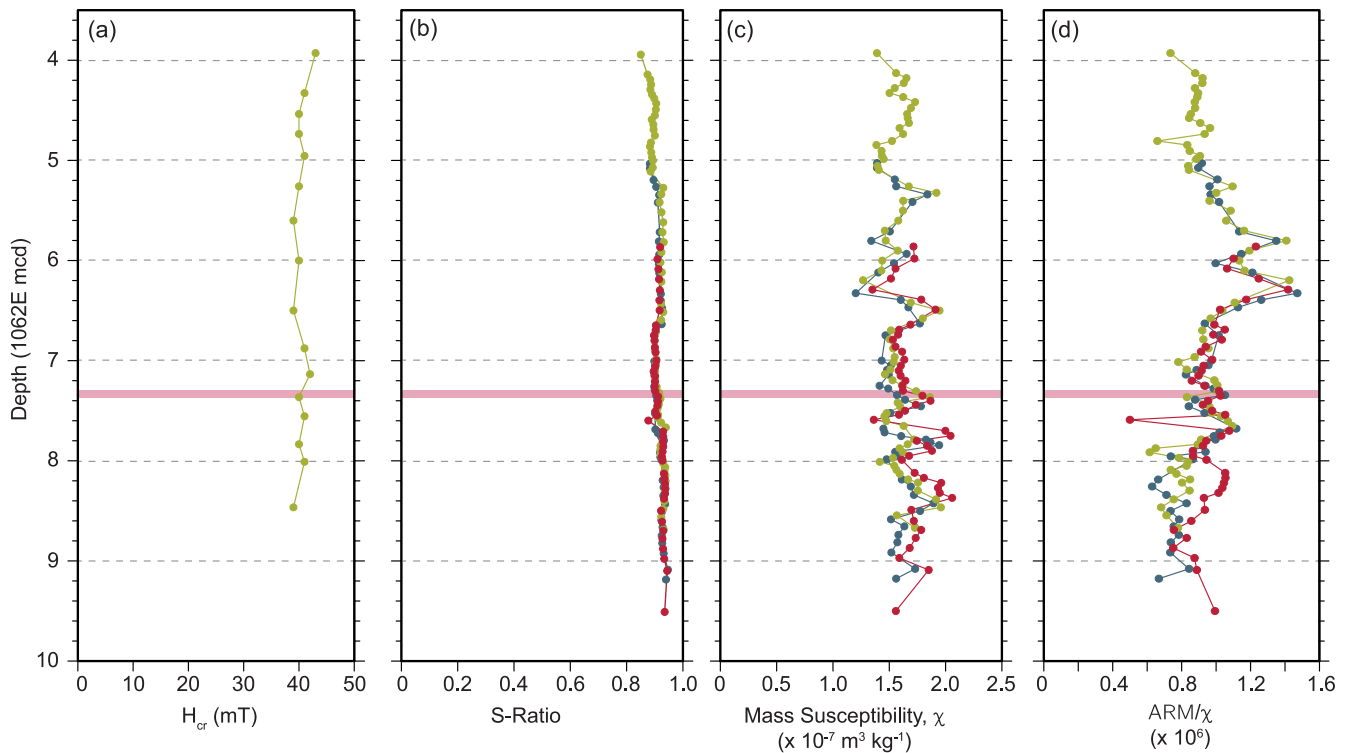 (a) (b) (c) (d)
Depth (1062E mcd)
4
5
6
7
8
9
10
0 10 20 30 40 50
0 0.2 0.4 0.6 0.8 1.0
0 0.5 1.0 1.5 2.0 2.5
0 0.4 0.8 1.2 1.6
H_cr (mT)
S-Ratio
Mass Susceptibility, χ
(x 10⁻⁷ m³ kg⁻¹)
ARM/χ
(x 10⁶)